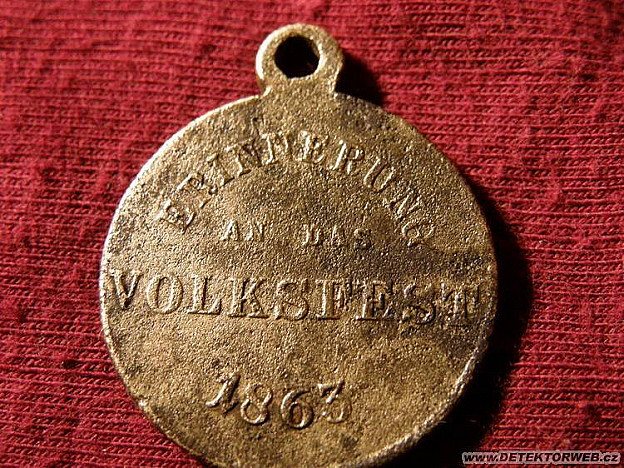 ERINNERUNG
AN DAS
VOLKSFEST
1863
WWW.DETEKTORWEB.CZ